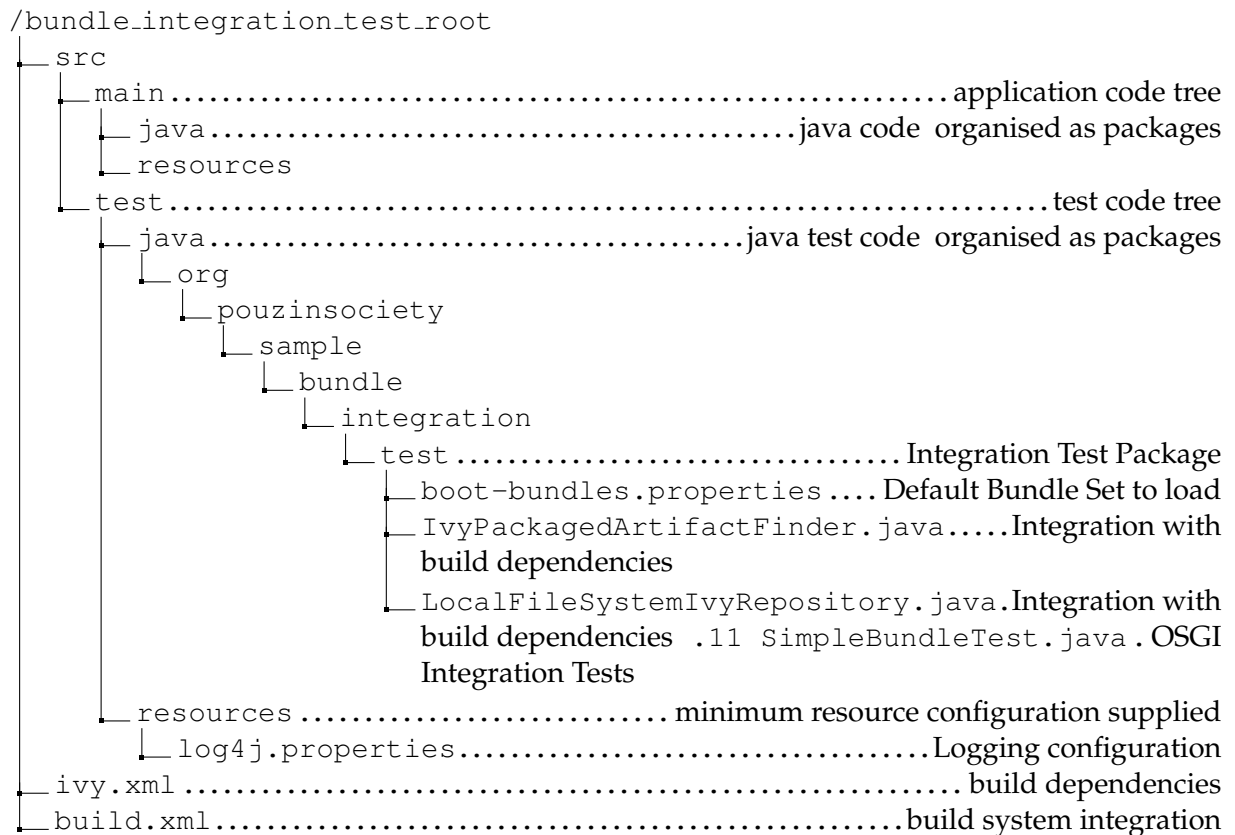 /bundle_integration_test_root
src
main ........................................................ application code tree
java .............................................. java code organised as packages
resources
test ..................................................................... test code tree
java .......................................... java test code organised as packages
org
pouzinsociety
sample
bundle
integration
test .................................. Integration Test Package
boot-bundles.properties .... Default Bundle Set to load
IvyPackagedArtifactFinder.java.....Integration with
build dependencies
LocalFileSystemIvyRepository.java.Integration with
build dependencies .11 SimpleBundleTest.java . OSGI
Integration Tests
resources ............................. minimum resource configuration supplied
log4j.properties.....................................Logging configuration
ivy.xml ............................................................. build dependencies
build.xml......................................................build system integration